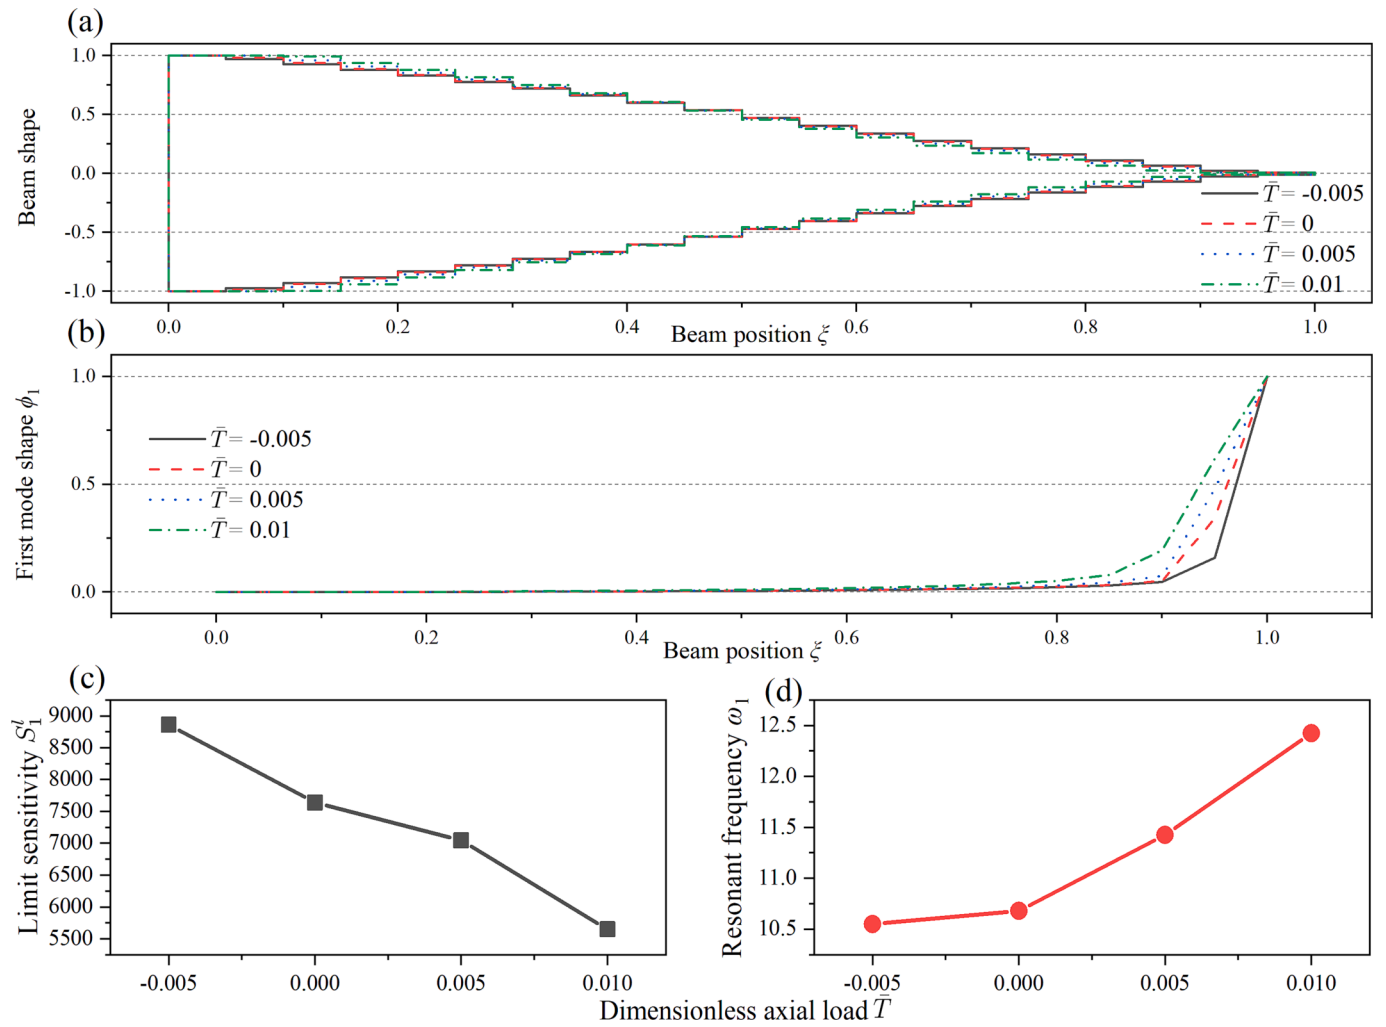 (a)
Beam shape
1.0
0.5
0.0
-0.5
-1.0
T̄ = -0.005
T̄ = 0
T̄ = 0.005
T̄ = 0.01
0.0 0.2 0.4 0.6 0.8 1.0
Beam position ξ
(b)
First mode shape ϕ₁
1.0
0.5
0.0
T̄ = -0.005
T̄ = 0
T̄ = 0.005
T̄ = 0.01
0.0 0.2 0.4 0.6 0.8 1.0
Beam position ξ
(c)
Limit sensitivity S₁ˡ
9000
8500
8000
7500
7000
6500
6000
5500
-0.005 0.000 0.005 0.010
(d)
Resonant frequency ω₁
12.5
12.0
11.5
11.0
10.5
-0.005 0.000 0.005 0.010
Dimensionless axial load T̄